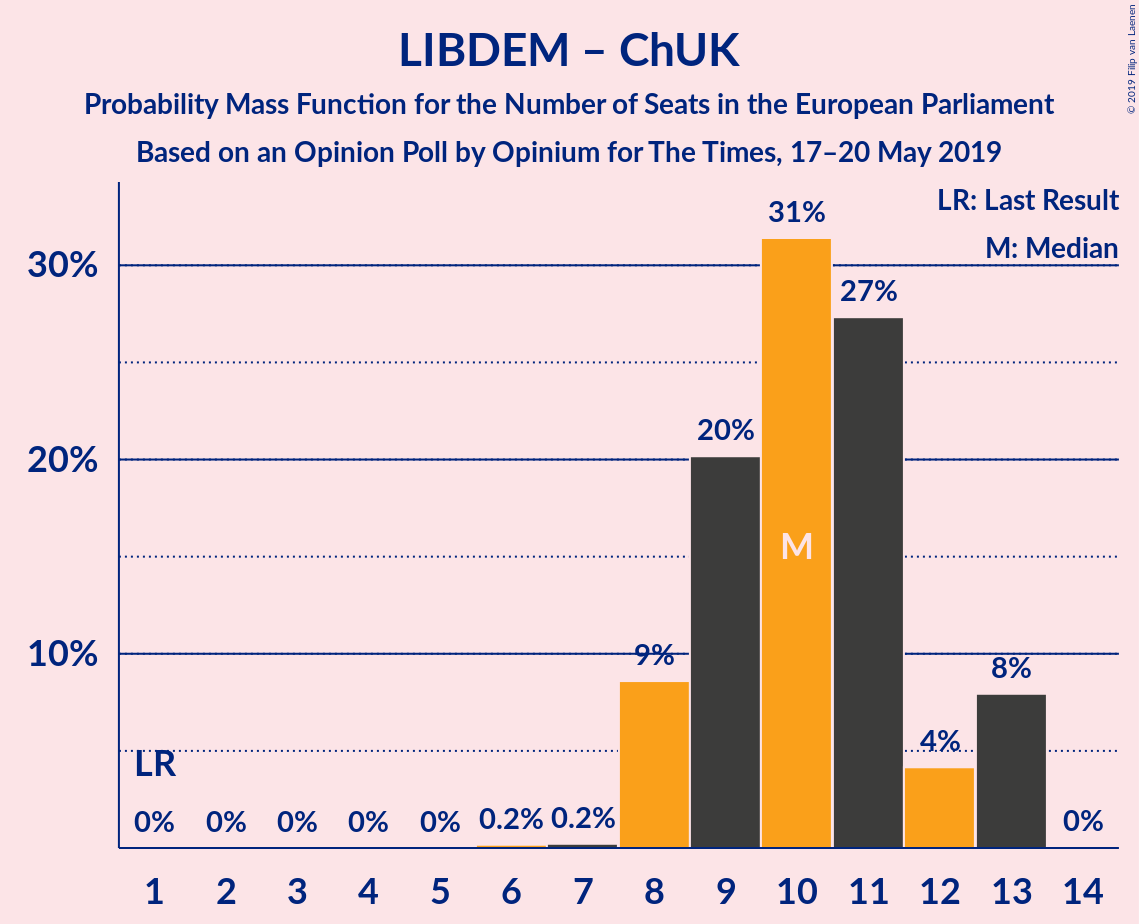 LIBDEM – ChUK
Probability Mass Function for the Number of Seats in the European Parliament
Based on an Opinion Poll by Opinium for The Times, 17–20 May 2019
© 2019 Filip van Laenen
LR: Last Result
M: Median
31%
30%
27%
20%
20%
M
10%
9%
8%
4%
LR
0% 0% 0% 0% 0% 0.2% 0.2% 0%
1 2 3 4 5 6 7 8 9 10 11 12 13 14